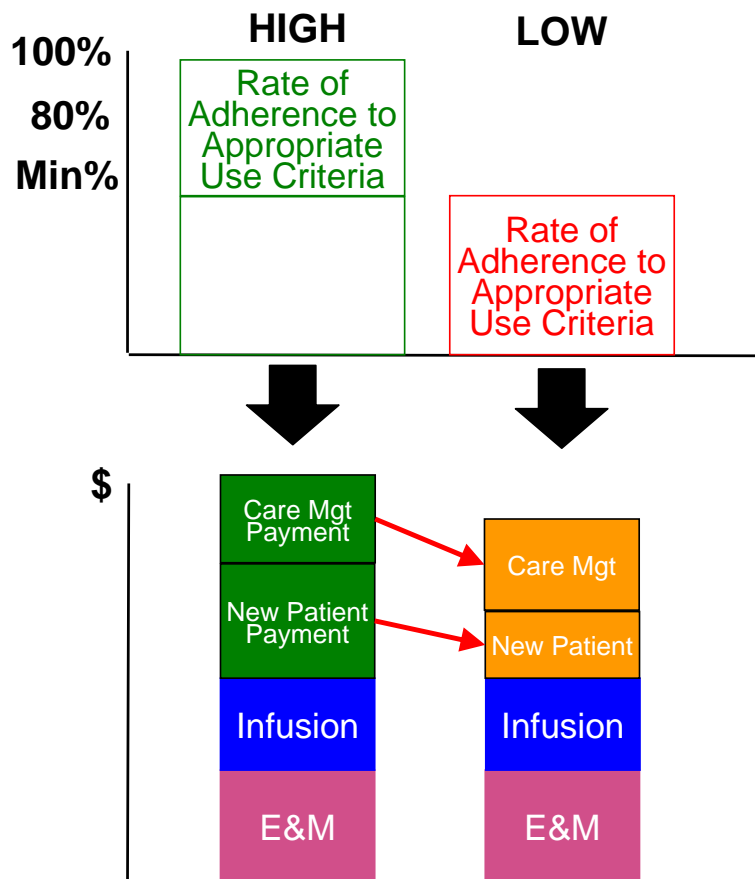 HIGH
LOW
100%
80%
Min%
Rate of
Adherence to
Appropriate
Use Criteria
Rate of
Adherence to
Appropriate
Use Criteria
$
Care Mgt
Payment
New Patient
Payment
Infusion
E&M
Care Mgt
New Patient
Infusion
E&M